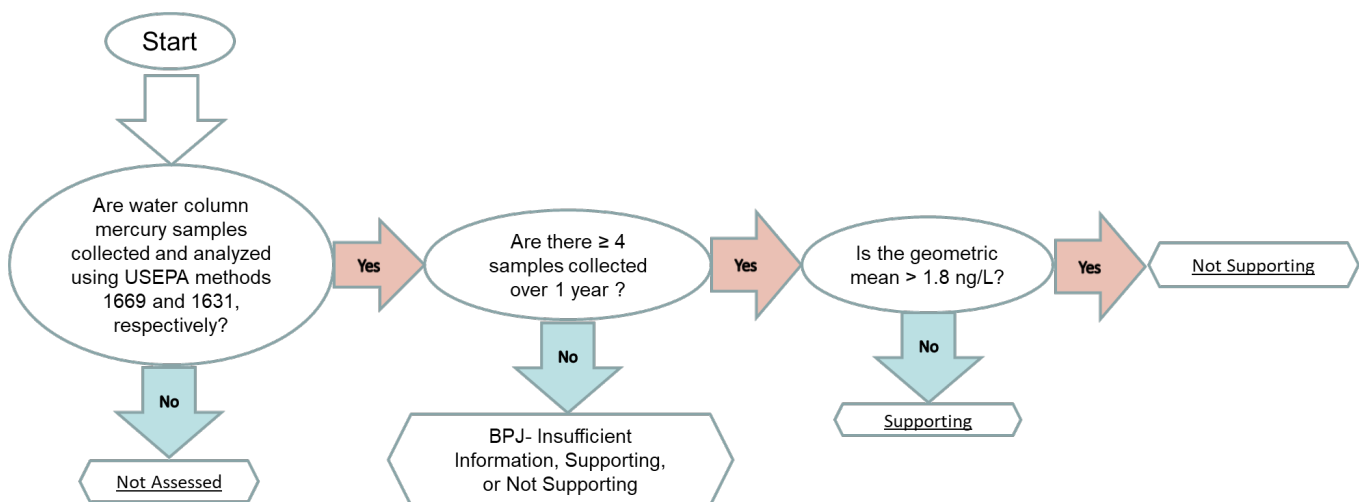 Start
Are water column
mercury samples
collected and analyzed
using USEPA methods
1669 and 1631,
respectively?
Yes
No
Not Assessed
Are there ≥ 4
samples collected
over 1 year ?
Yes
No
BPJ- Insufficient
Information, Supporting,
or Not Supporting
Is the geometric
mean > 1.8 ng/L?
Yes
No
Supporting
Not Supporting